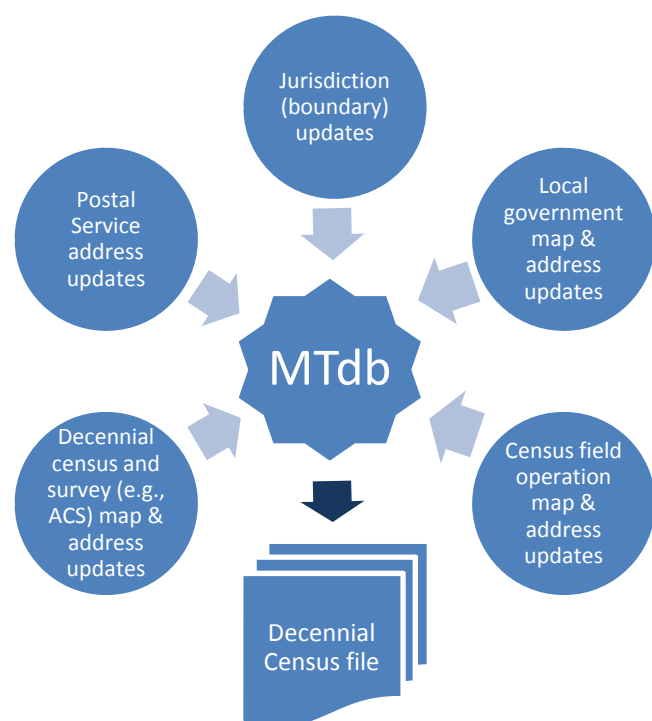 Jurisdiction
(boundary)
updates
Postal
Service
address
updates
Local
government
map &
address
updates
MTdb
Decennial
census and
survey (e.g.,
ACS) map &
address
updates
Census field
operation
map &
address
updates
Decennial
Census file